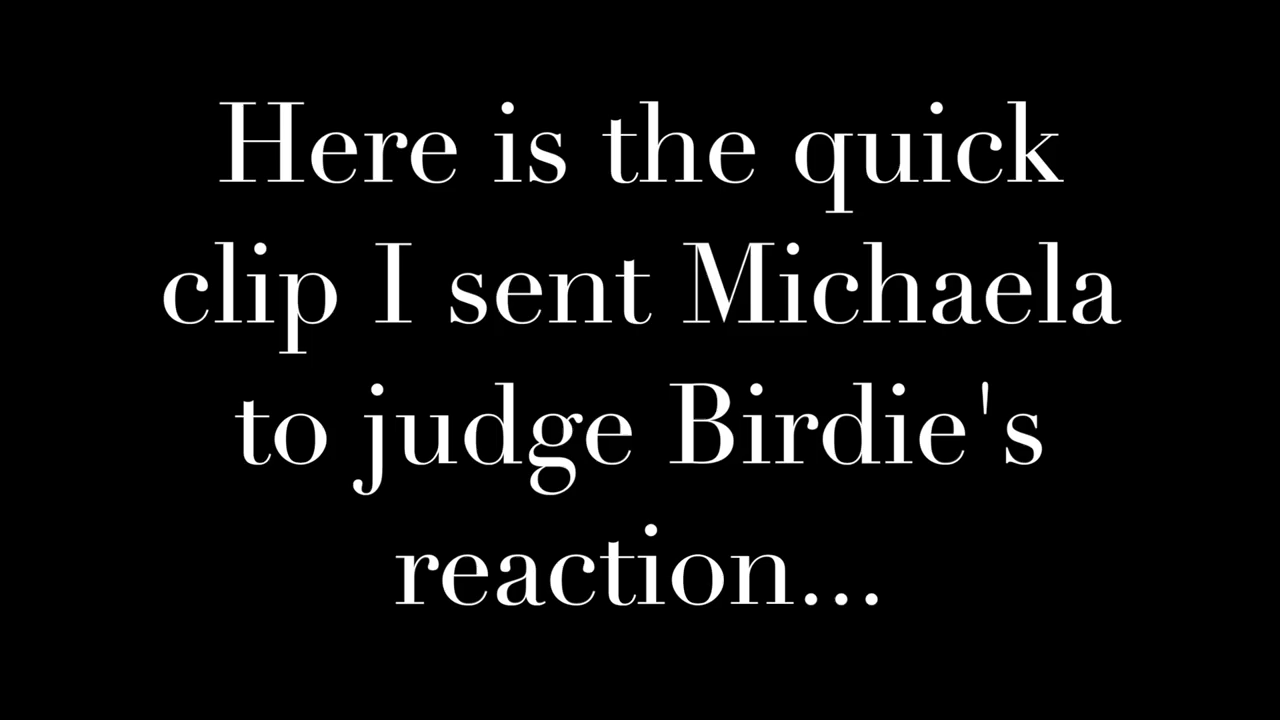 Here is the quick
clip I sent Michaela
to judge Birdie's
reaction...